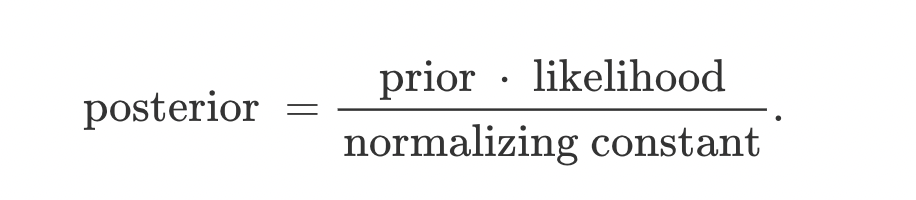 posterior = prior · likelihood
normalizing constant.